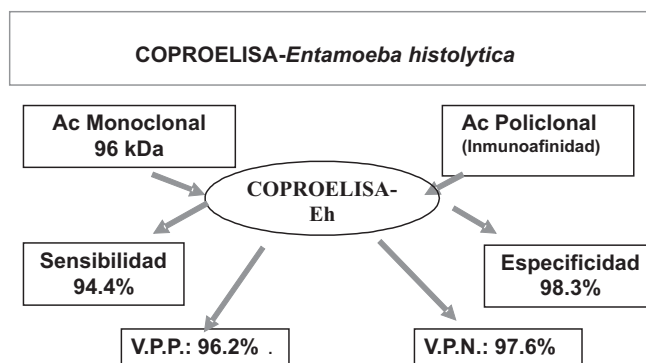 COPROELISA-Entamoeba histolytica
Ac Monoclonal
96 kDa
Ac Policlonal
(Inmunoafinidad)
COPROELISA-
Eh
Sensibilidad
94.4%
Especificidad
98.3%
V.P.P.: 96.2% .
V.P.N.: 97.6%